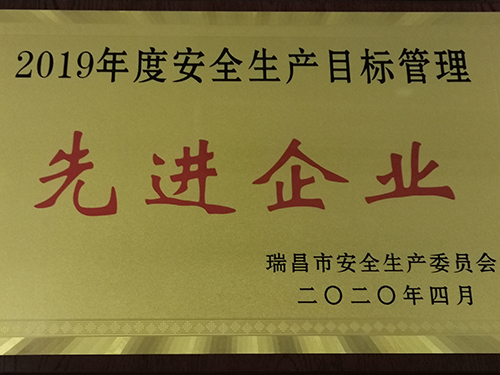 2019年度安全生产目标管理
先进企业
瑞昌市安全生产委员会
二〇二〇年四月